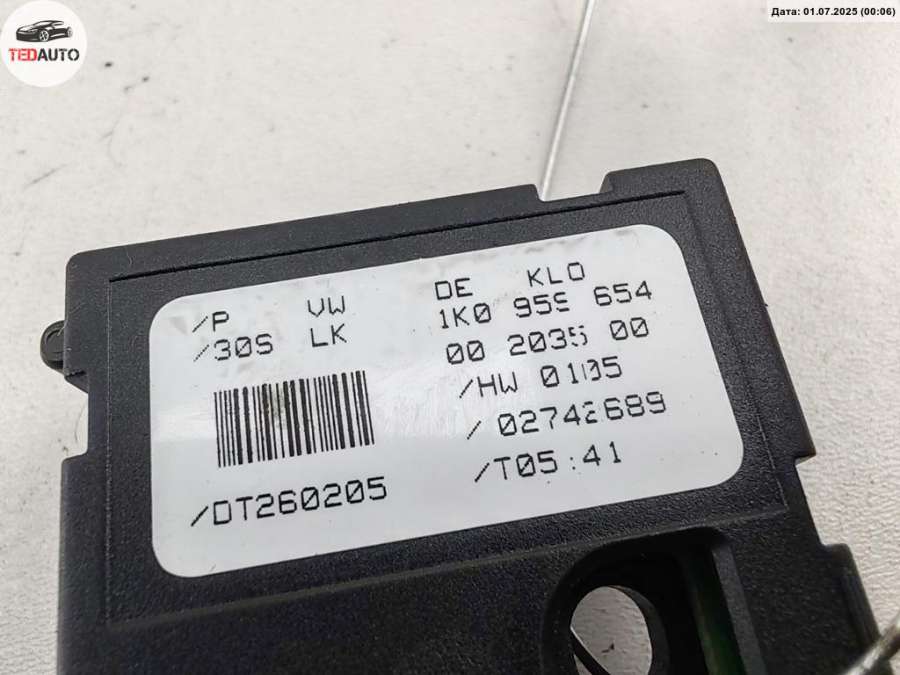 TEDAUTO
Дата: 01.07.2025 (00:06)
/P VW DE KLO
/30S LK 1K0 959 654
00 2035 00
/HW 0105
/ 02742689
/T05:41
/DT260205